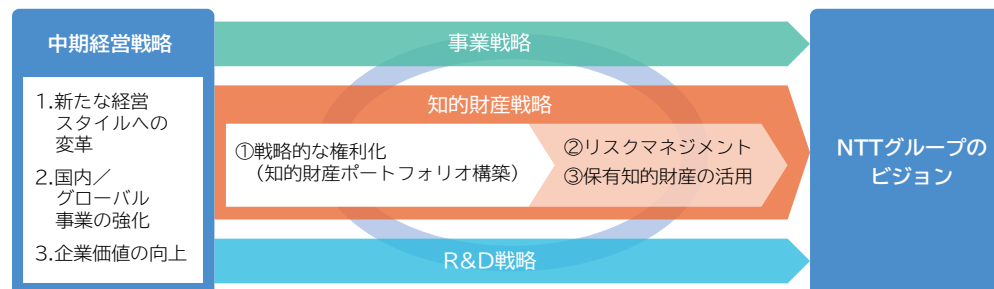 中期経営戦略
1.新たな経営
スタイルへの
変革
2.国内／
グローバル
事業の強化
3.企業価値の向上
事業戦略
知的財産戦略
①戦略的な権利化
（知的財産ポートフォリオ構築）
②リスクマネジメント
③保有知的財産の活用
R&D戦略
NTTグループの
ビジョン